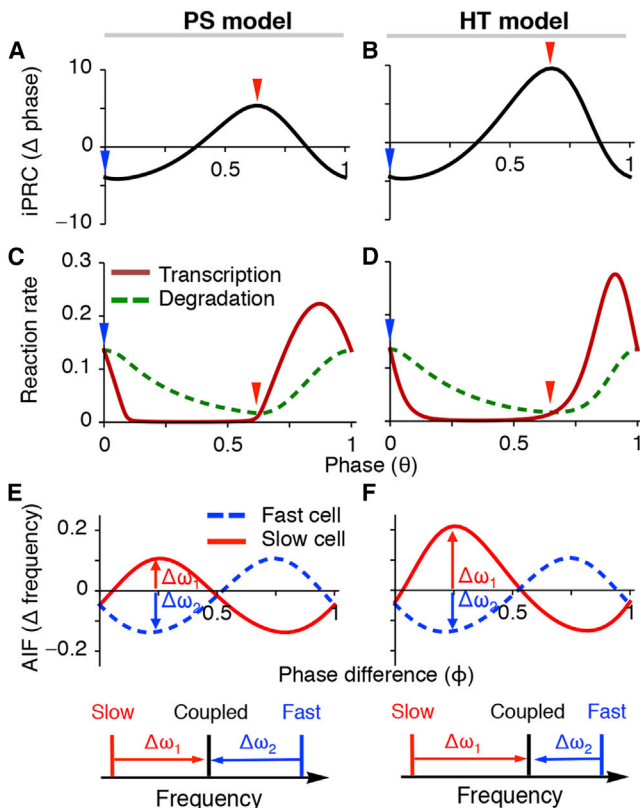 PS model
HT model
A
B
10
0
−10
iPRC (Δ phase)
0.5
1
0.5
1
C
D
0.3
0.2
0.1
0
Reaction rate
Transcription
Degradation
0
0.5
1
0
0.5
1
Phase (θ)
E
F
0.2
0
−0.2
AIF (Δ frequency)
Fast cell
Slow cell
Δω1
Δω2
0.5
1
Δω1
Δω2
0.5
1
Phase difference (ϕ)
Slow
Coupled
Fast
Slow
Coupled
Fast
Δω1
Δω2
Δω1
Δω2
Frequency
Frequency